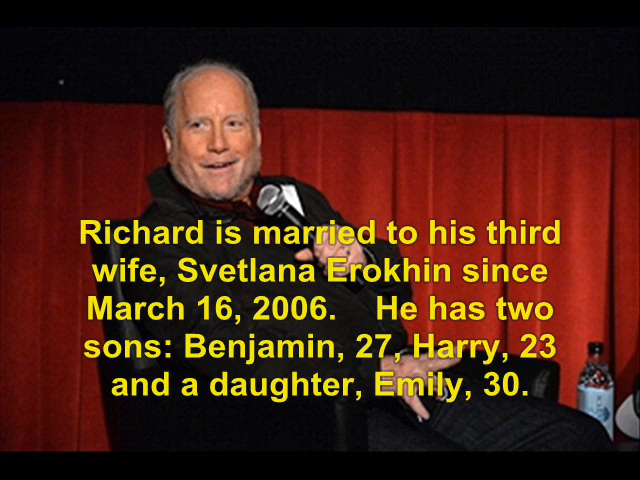 Richard is married to his third
wife, Svetlana Erokhin since
March 16, 2006. He has two
sons: Benjamin, 27, Harry, 23
and a daughter, Emily, 30.